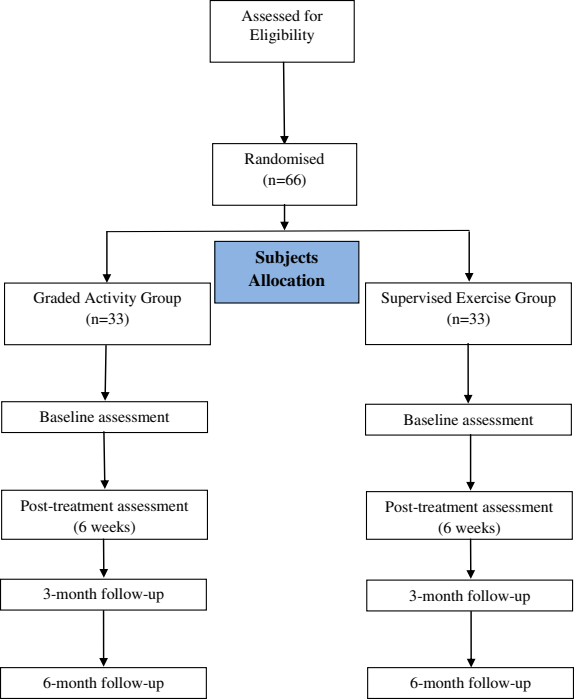 Assessed for
Eligibility
Randomised
(n=66)
Subjects
Allocation
Graded Activity Group
(n=33)
Supervised Exercise Group
(n=33)
Baseline assessment
Baseline assessment
Post-treatment assessment
(6 weeks)
Post-treatment assessment
(6 weeks)
3-month follow-up
3-month follow-up
6-month follow-up
6-month follow-up